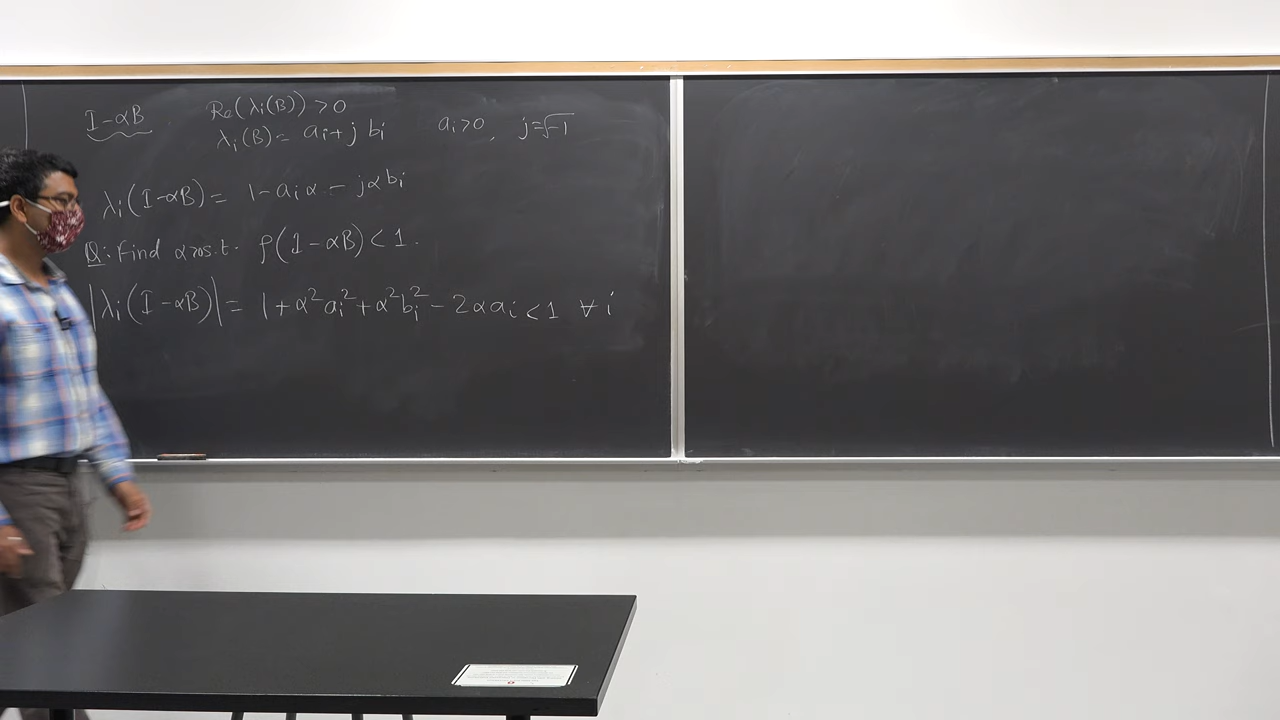 I-αB Re(λi(B))>0
λi(B)= ai+j bi ai>0, j=√-1
λi(I-αB)= 1-aiα - jαbi
Q: Find α>0 s.t. ρ(I-αB)<1.
|λi(I-αB)|= 1+α²ai²+α²bi²-2αai<1 ∀i